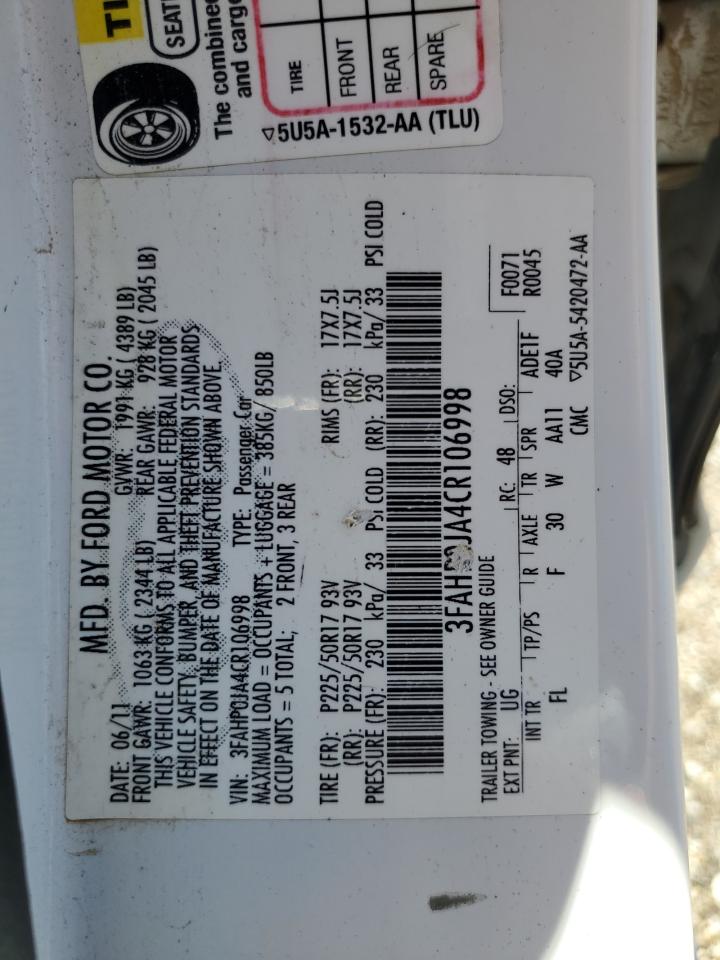 TI
SEATI
The combined
and cargo
TIRE
FRONT
REAR
SPARE
5U5A-1532-AA (TLU)
MFD. BY FORD MOTOR CO.
DATE: 06/11 GVWR: 1991 KG ( 4389 LB)
FRONT GAWR: 1063 KG ( 2344 LB) REAR GAWR: 928 KG ( 2045 LB)
THIS VEHICLE CONFORMS TO ALL APPLICABLE FEDERAL MOTOR
VEHICLE SAFETY, BUMPER, AND THEFT PREVENTION STANDARDS
IN EFFECT ON THE DATE OF MANUFACTURE SHOWN ABOVE.
VIN: 3FAHP0JA4CR106998 TYPE: Passenger Car
MAXIMUM LOAD = OCCUPANTS + LUGGAGE = 385KG/ 850LB
OCCUPANTS = 5 TOTAL; 2 FRONT, 3 REAR
TIRE (FR): P225/50R17 93V RIMS (FR): 17X7.5J
(RR): P225/50R17 93V (RR): 17X7.5J
PRESSURE (FR): 230 kPa/ 33 PSI COLD (RR): 230 kPa/ 33 PSI COLD
3FAHP0JA4CR106998
TRAILER TOWING - SEE OWNER GUIDE
EXT PNT: UG RC: 48 DSO: F0071
R0045
INT TR TP/PS R AXLE TR SPR ADE1F
FL F 30 W AA11 40A
CMC 5U5A-5420472-AA